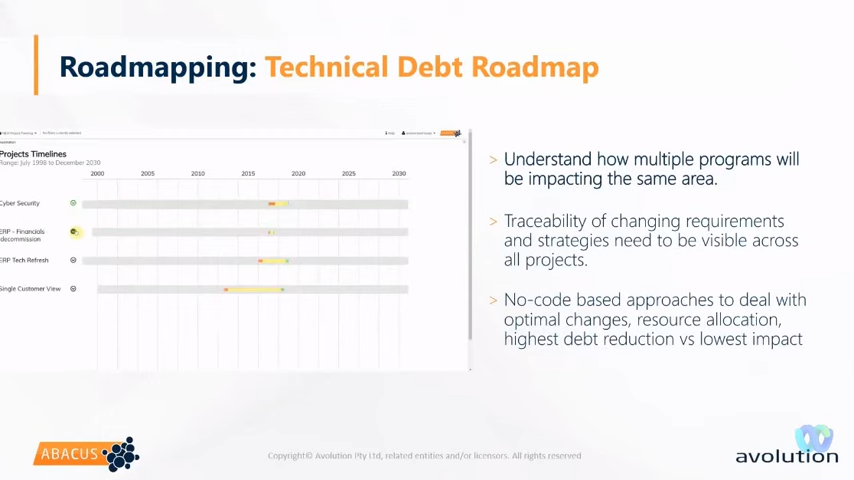 Roadmapping: Technical Debt Roadmap
Projects Timelines
Range: July 1998 to December 2030
2000 2005 2010 2015 2020 2025 2030
Cyber Security
ERP - Financials
decommission
ERP Tech Refresh
Single Customer View
> Understand how multiple programs will
be impacting the same area.
> Traceability of changing requirements
and strategies need to be visible across
all projects.
> No-code based approaches to deal with
optimal changes, resource allocation,
highest debt reduction vs lowest impact
ABACUS
Copyright© Avolution Pty Ltd, related entities and/or licensors. All rights reserved
avolution